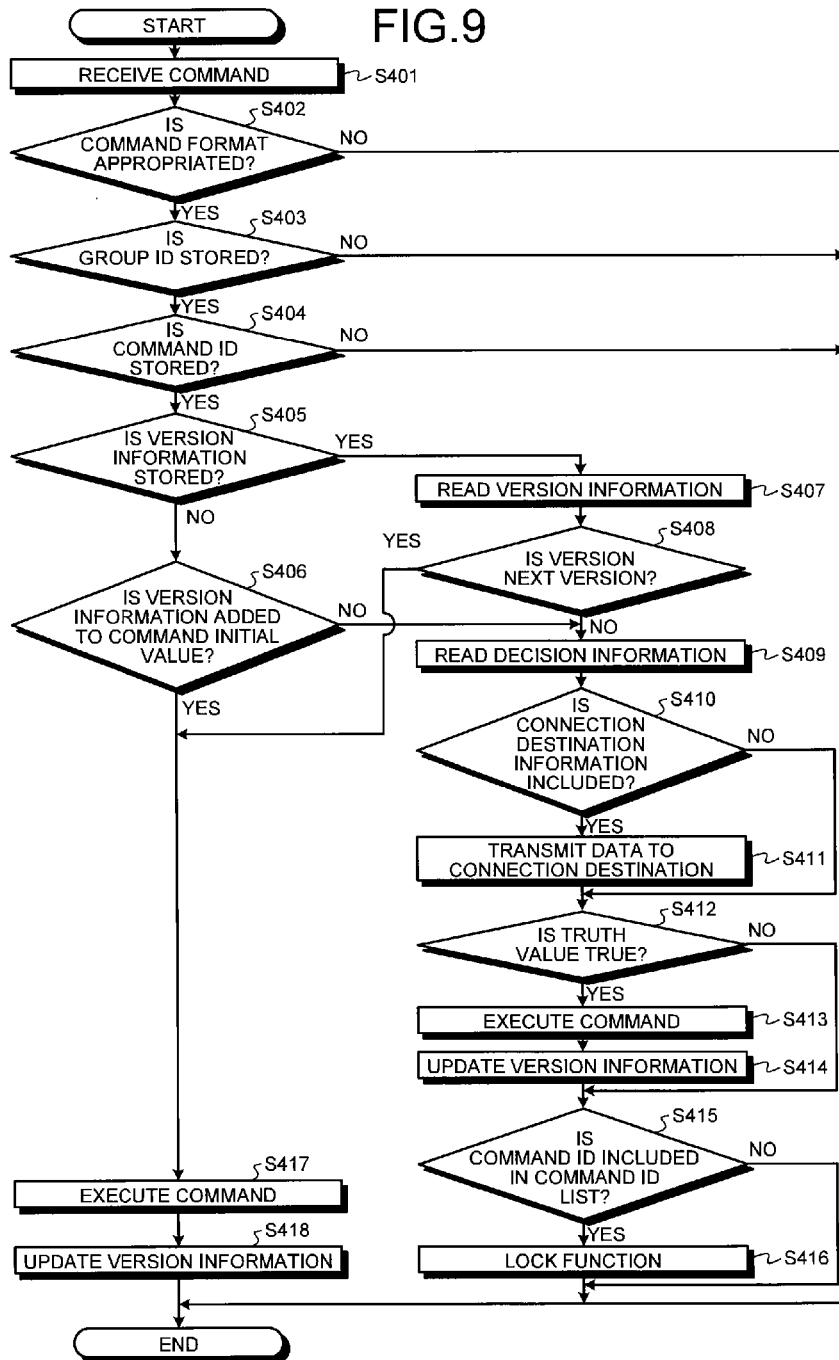 FIG.9
START
RECEIVE COMMAND
S401
S402
IS
COMMAND FORMAT
APPROPRIATED?
NO
YES
S403
IS
GROUP ID STORED?
NO
YES
S404
IS
COMMAND ID
STORED?
NO
YES
S405
IS VERSION
INFORMATION
STORED?
YES
NO
READ VERSION INFORMATION
S407
S408
IS VERSION
NEXT VERSION?
YES
NO
S406
IS VERSION
INFORMATION ADDED
TO COMMAND INITIAL
VALUE?
NO
YES
READ DECISION INFORMATION
S409
S410
IS
CONNECTION
DESTINATION
INFORMATION
INCLUDED?
NO
YES
TRANSMIT DATA TO
CONNECTION DESTINATION
S411
S412
IS TRUTH
VALUE TRUE?
NO
YES
EXECUTE COMMAND
S413
UPDATE VERSION INFORMATION
S414
S415
IS
COMMAND ID INCLUDED
IN COMMAND ID
LIST?
NO
YES
LOCK FUNCTION
S416
S417
EXECUTE COMMAND
S418
UPDATE VERSION INFORMATION
END